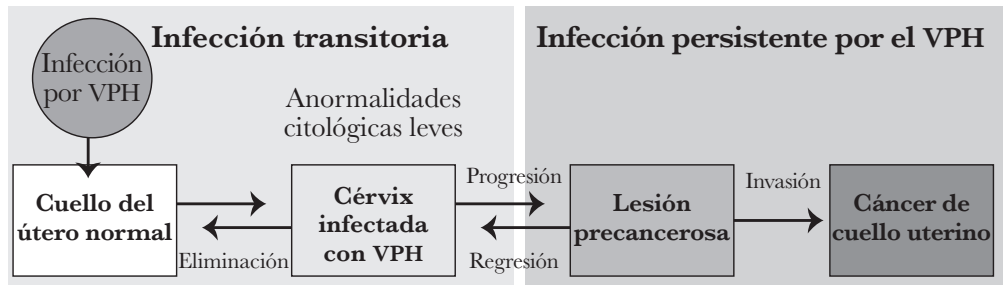 Infección transitoria
Infección persistente por el VPH
Infección
por VPH
Anormalidades
citológicas leves
Cuello del
útero normal
Eliminación
Cérvix
infectada
con VPH
Progresión
Regresión
Lesión
precancerosa
Invasión
Cáncer de
cuello uterino